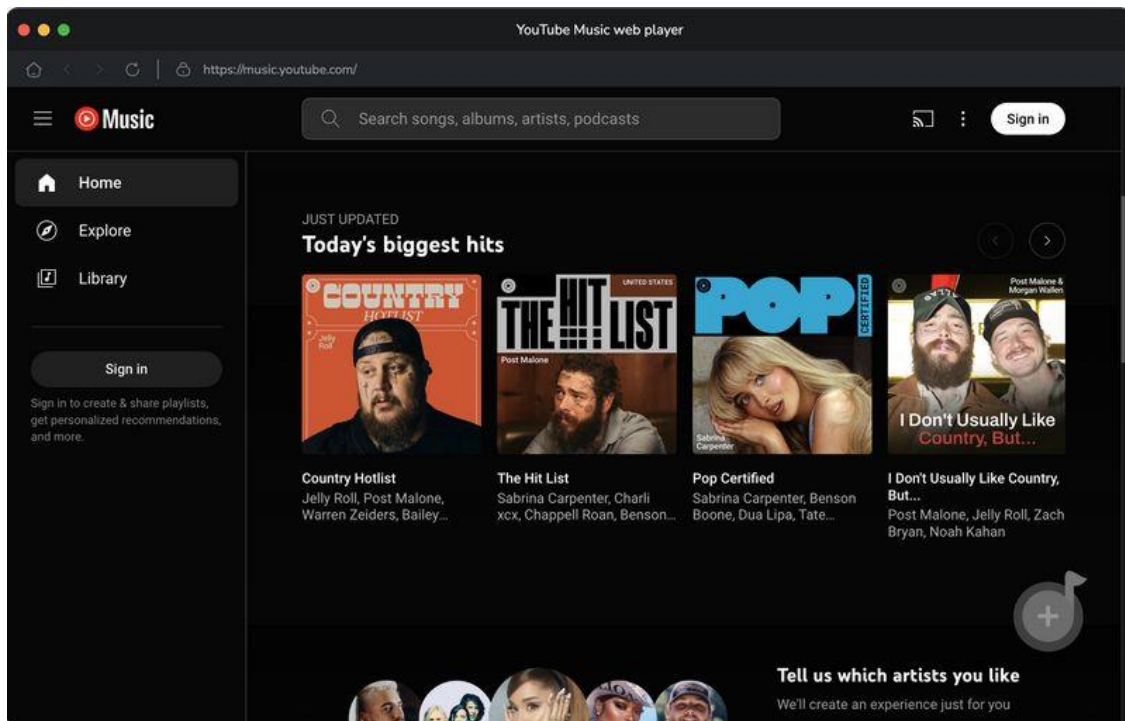 YouTube Music web player
https://music.youtube.com/
Music
Search songs, albums, artists, podcasts
Sign in
Home
Explore
Library
Sign in
Sign in to create & share playlists,
get personalized recommendations,
and more.
JUST UPDATED
Today's biggest hits
COUNTRY
HOTLIST
Jelly
Roll
UNITED STATES
THE HIT LIST
Post Malone
POP
CERTIFIED
Sabrina
Carpenter
Post Malone &
Morgan Wallen
I Don't Usually Like
Country, But...
Country Hotlist
Jelly Roll, Post Malone,
Warren Zeiders, Bailey...
The Hit List
Sabrina Carpenter, Charli
xcx, Chappell Roan, Benson...
Pop Certified
Sabrina Carpenter, Benson
Boone, Dua Lipa, Tate...
I Don't Usually Like Country,
But...
Post Malone, Jelly Roll, Zach
Bryan, Noah Kahan
Tell us which artists you like
We'll create an experience just for you